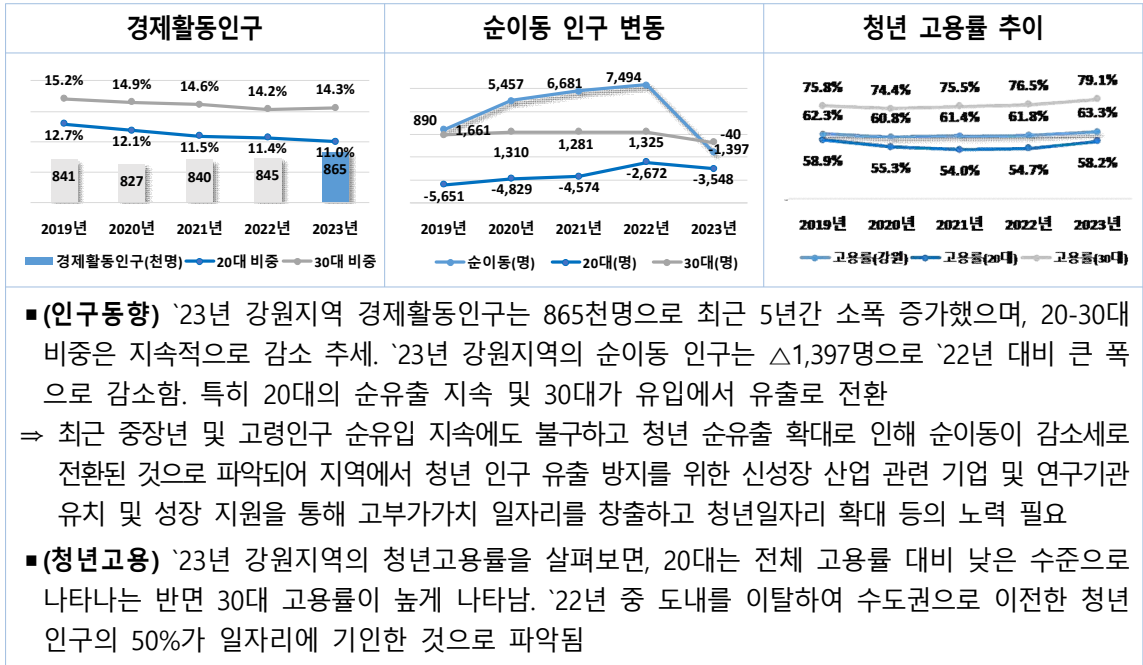 경제활동인구
순이동 인구 변동
청년 고용률 추이
15.2% 14.9% 14.6% 14.2% 14.3%
12.7% 12.1% 11.5% 11.4% 11.0%
841 827 840 845 865
2019년 2020년 2021년 2022년 2023년
경제활동인구(천명) 20대 비중 30대 비중
890 5,457 6,681 7,494 -1,397
1,661 1,310 1,281 1,325 -40
-5,651 -4,829 -4,574 -2,672 -3,548
2019년 2020년 2021년 2022년 2023년
순이동(명) 20대(명) 30대(명)
75.8% 74.4% 75.5% 76.5% 79.1%
62.3% 60.8% 61.4% 61.8% 63.3%
58.9% 55.3% 54.0% 54.7% 58.2%
-
2019년 2020년 2021년 2022년 2023년
고용률(강원) 고용률(20대) 고용률(30대)
▪(인구동향) `23년 강원지역 경제활동인구는 865천명으로 최근 5년간 소폭 증가했으며, 20-30대
비중은 지속적으로 감소 추세. `23년 강원지역의 순이동 인구는 △1,397명으로 `22년 대비 큰 폭
으로 감소함. 특히 20대의 순유출 지속 및 30대가 유입에서 유출로 전환
⇒ 최근 중장년 및 고령인구 순유입 지속에도 불구하고 청년 순유출 확대로 인해 순이동이 감소세로
전환된 것으로 파악되어 지역에서 청년 인구 유출 방지를 위한 신성장 산업 관련 기업 및 연구기관
유치 및 성장 지원을 통해 고부가가치 일자리를 창출하고 청년일자리 확대 등의 노력 필요
▪(청년고용) `23년 강원지역의 청년고용률을 살펴보면, 20대는 전체 고용률 대비 낮은 수준으로
나타나는 반면 30대 고용률이 높게 나타남. `22년 중 도내를 이탈하여 수도권으로 이전한 청년
인구의 50%가 일자리에 기인한 것으로 파악됨